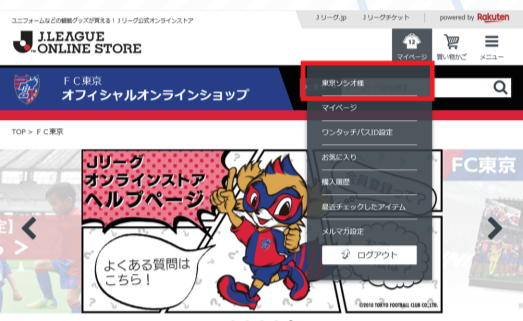 ユニフォームなどの観戦グッズが買える！Jリーグ公式オンラインストア
Jリーグ.jp
Jリーグチケット
powered by Rakuten
J.LEAGUE
ONLINE STORE
12
マイページ
買い物かご
メニュー
ＦＣ東京
オフィシャルオンラインショップ
東京ソシオ様
マイページ
ワンタッチパスID設定
お気に入り
購入履歴
最近チェックしたアイテム
メルマガ設定
ログアウト
TOP > ＦＣ東京
Jリーグ
オンラインストア
ヘルプページ
よくある質問は
こちら！
FC東京
©2018 TOKYO FOOTBALL CLUB CO.,LTD.